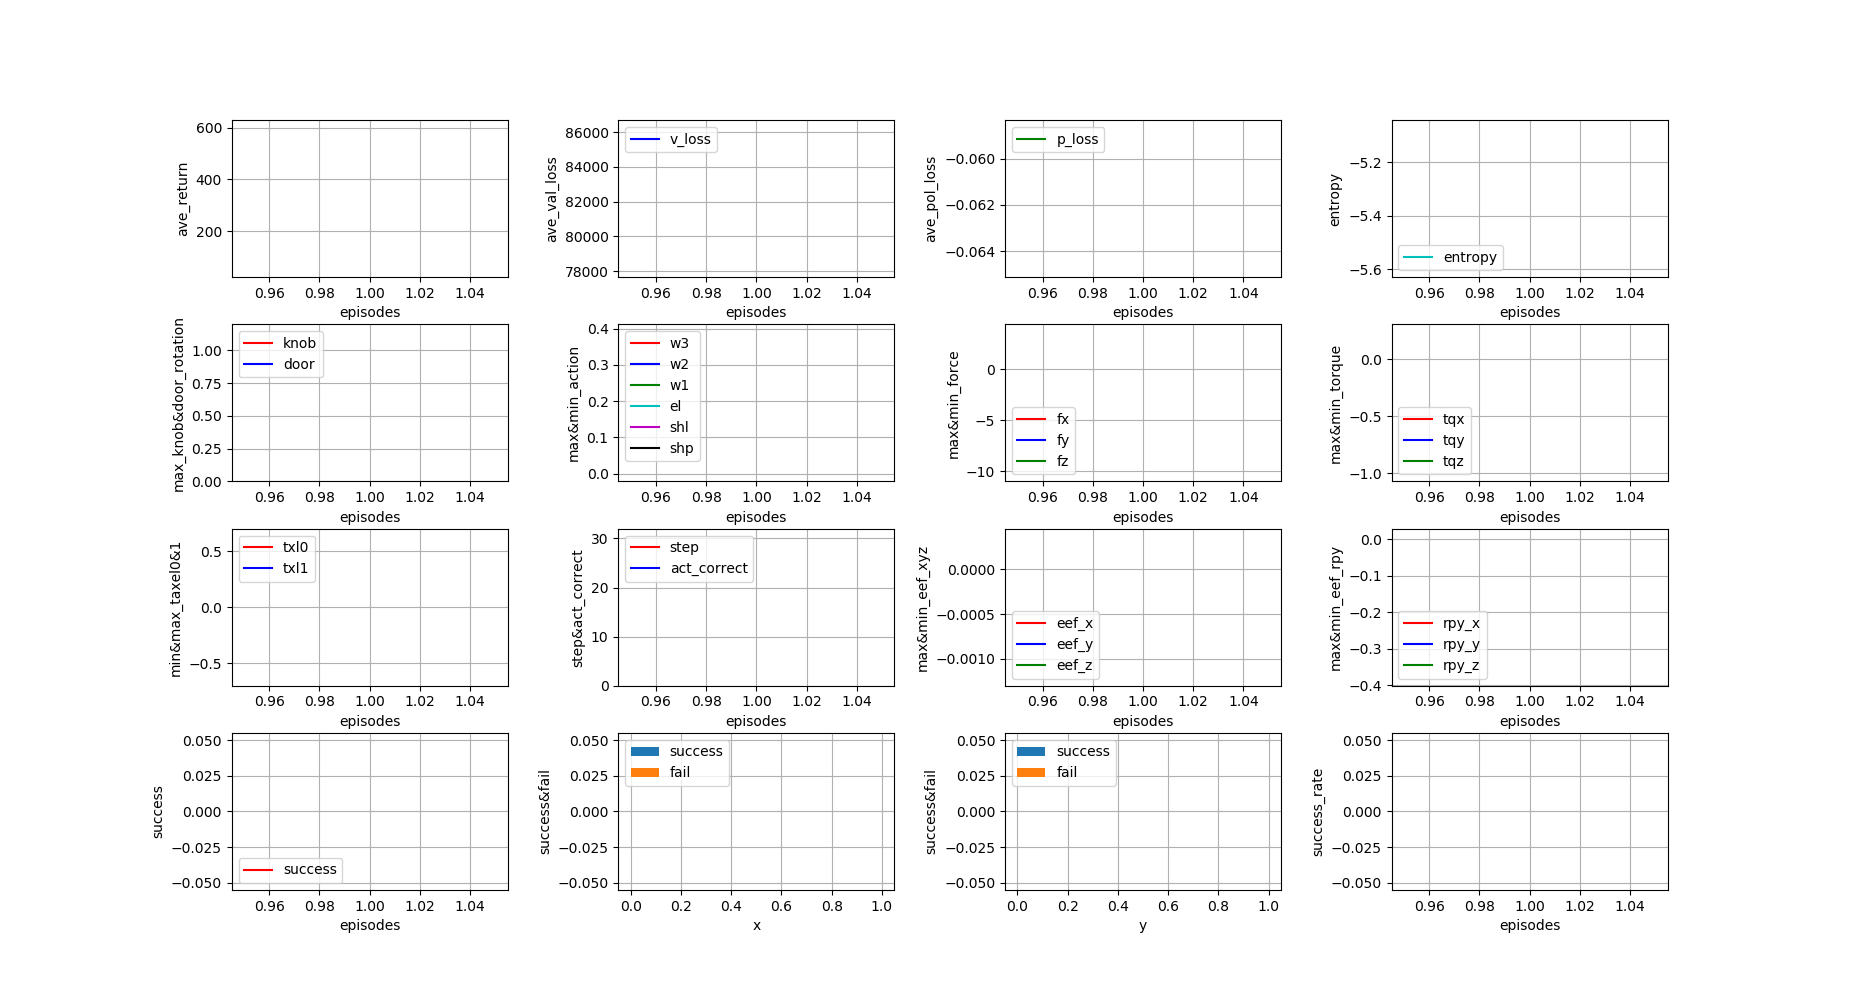 ave_return
600
400
200
0.96 0.98 1.00 1.02 1.04
ave_val_loss
86000
84000
82000
80000
78000
v_loss
0.96 0.98 1.00 1.02 1.04
episodes
ave_pol_loss
−0.060
−0.062
−0.064
p_loss
0.96 0.98 1.00 1.02 1.04
episodes
entropy
−5.2
−5.4
−5.6
entropy
0.96 0.98 1.00 1.02 1.04
episodes
episodes
max_knob&door_rotation
1.00
0.75
0.50
0.25
0.00
knob
door
0.96 0.98 1.00 1.02 1.04
episodes
max&min_action
0.4
0.3
0.2
0.1
0.0
w3
w2
w1
el
shl
shp
0.96 0.98 1.00 1.02 1.04
episodes
max&min_force
0
−5
−10
fx
fy
fz
0.96 0.98 1.00 1.02 1.04
episodes
max&min_torque
0.0
−0.5
−1.0
tqx
tqy
tqz
0.96 0.98 1.00 1.02 1.04
episodes
min&max_taxel0&1
0.5
0.0
−0.5
txl0
txl1
0.96 0.98 1.00 1.02 1.04
episodes
step&act_correct
30
20
10
0
step
act_correct
0.96 0.98 1.00 1.02 1.04
episodes
max&min_eef_xyz
0.0000
−0.0005
−0.0010
eef_x
eef_y
eef_z
0.96 0.98 1.00 1.02 1.04
episodes
max&min_eef_rpy
0.0
−0.1
−0.2
−0.3
−0.4
rpy_x
rpy_y
rpy_z
0.96 0.98 1.00 1.02 1.04
episodes
success
0.050
0.025
0.000
−0.025
−0.050
success
0.96 0.98 1.00 1.02 1.04
episodes
success&fail
0.050
0.025
0.000
−0.025
−0.050
success
fail
0.0 0.2 0.4 0.6 0.8 1.0
x
success&fail
0.050
0.025
0.000
−0.025
−0.050
success
fail
0.0 0.2 0.4 0.6 0.8 1.0
y
success_rate
0.050
0.025
0.000
−0.025
−0.050
0.96 0.98 1.00 1.02 1.04
episodes